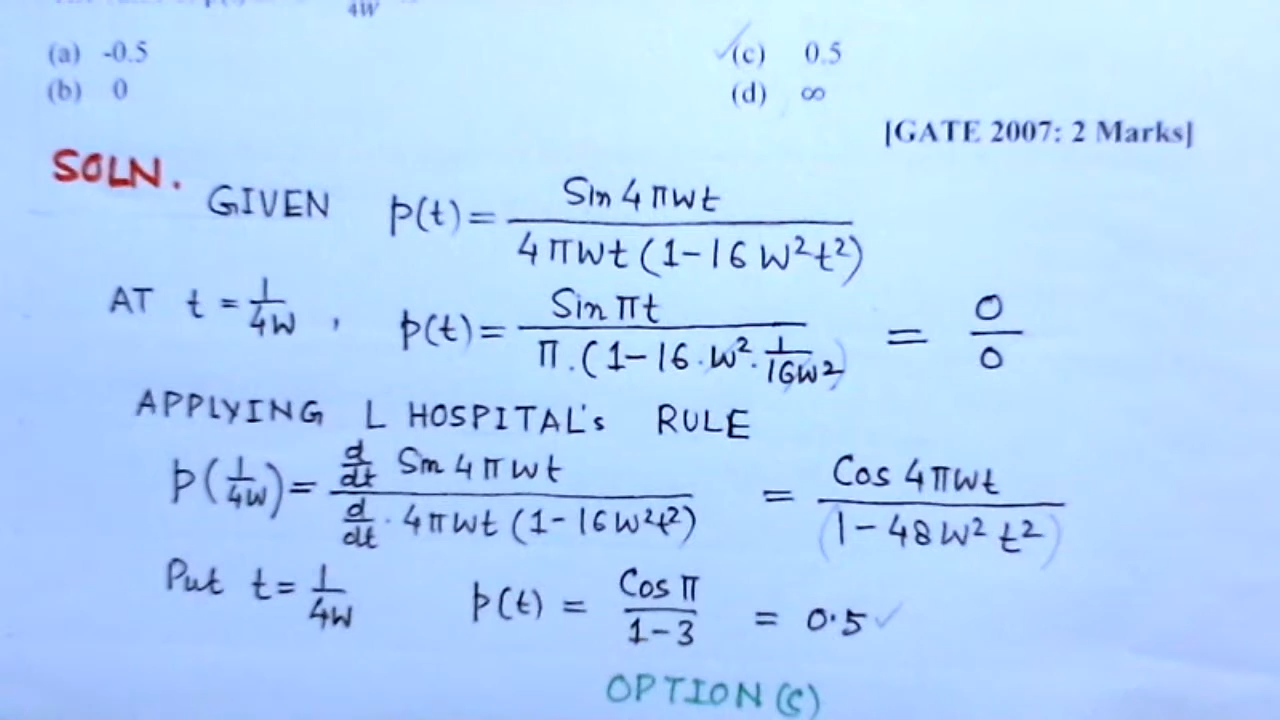 4W
(a) -0.5 (c) 0.5
(b) 0 (d) ∞
[GATE 2007: 2 Marks]
SOLN.
GIVEN p(t) = Sin 4πWt / 4πWt (1-16 W²t²)
AT t = 1/4W , p(t) = Sin πt / π.(1-16.W².1/16W²) = 0/0
APPLYING L HOSPITAL's RULE
p(1/4W) = d/dt Sin 4πWt / d/dt . 4πWt (1-16W²t²) = Cos 4πWt / (1-48W²t²)
Put t = 1/4W p(t) = Cos π / 1-3 = 0.5 ✓
OPTION (C)